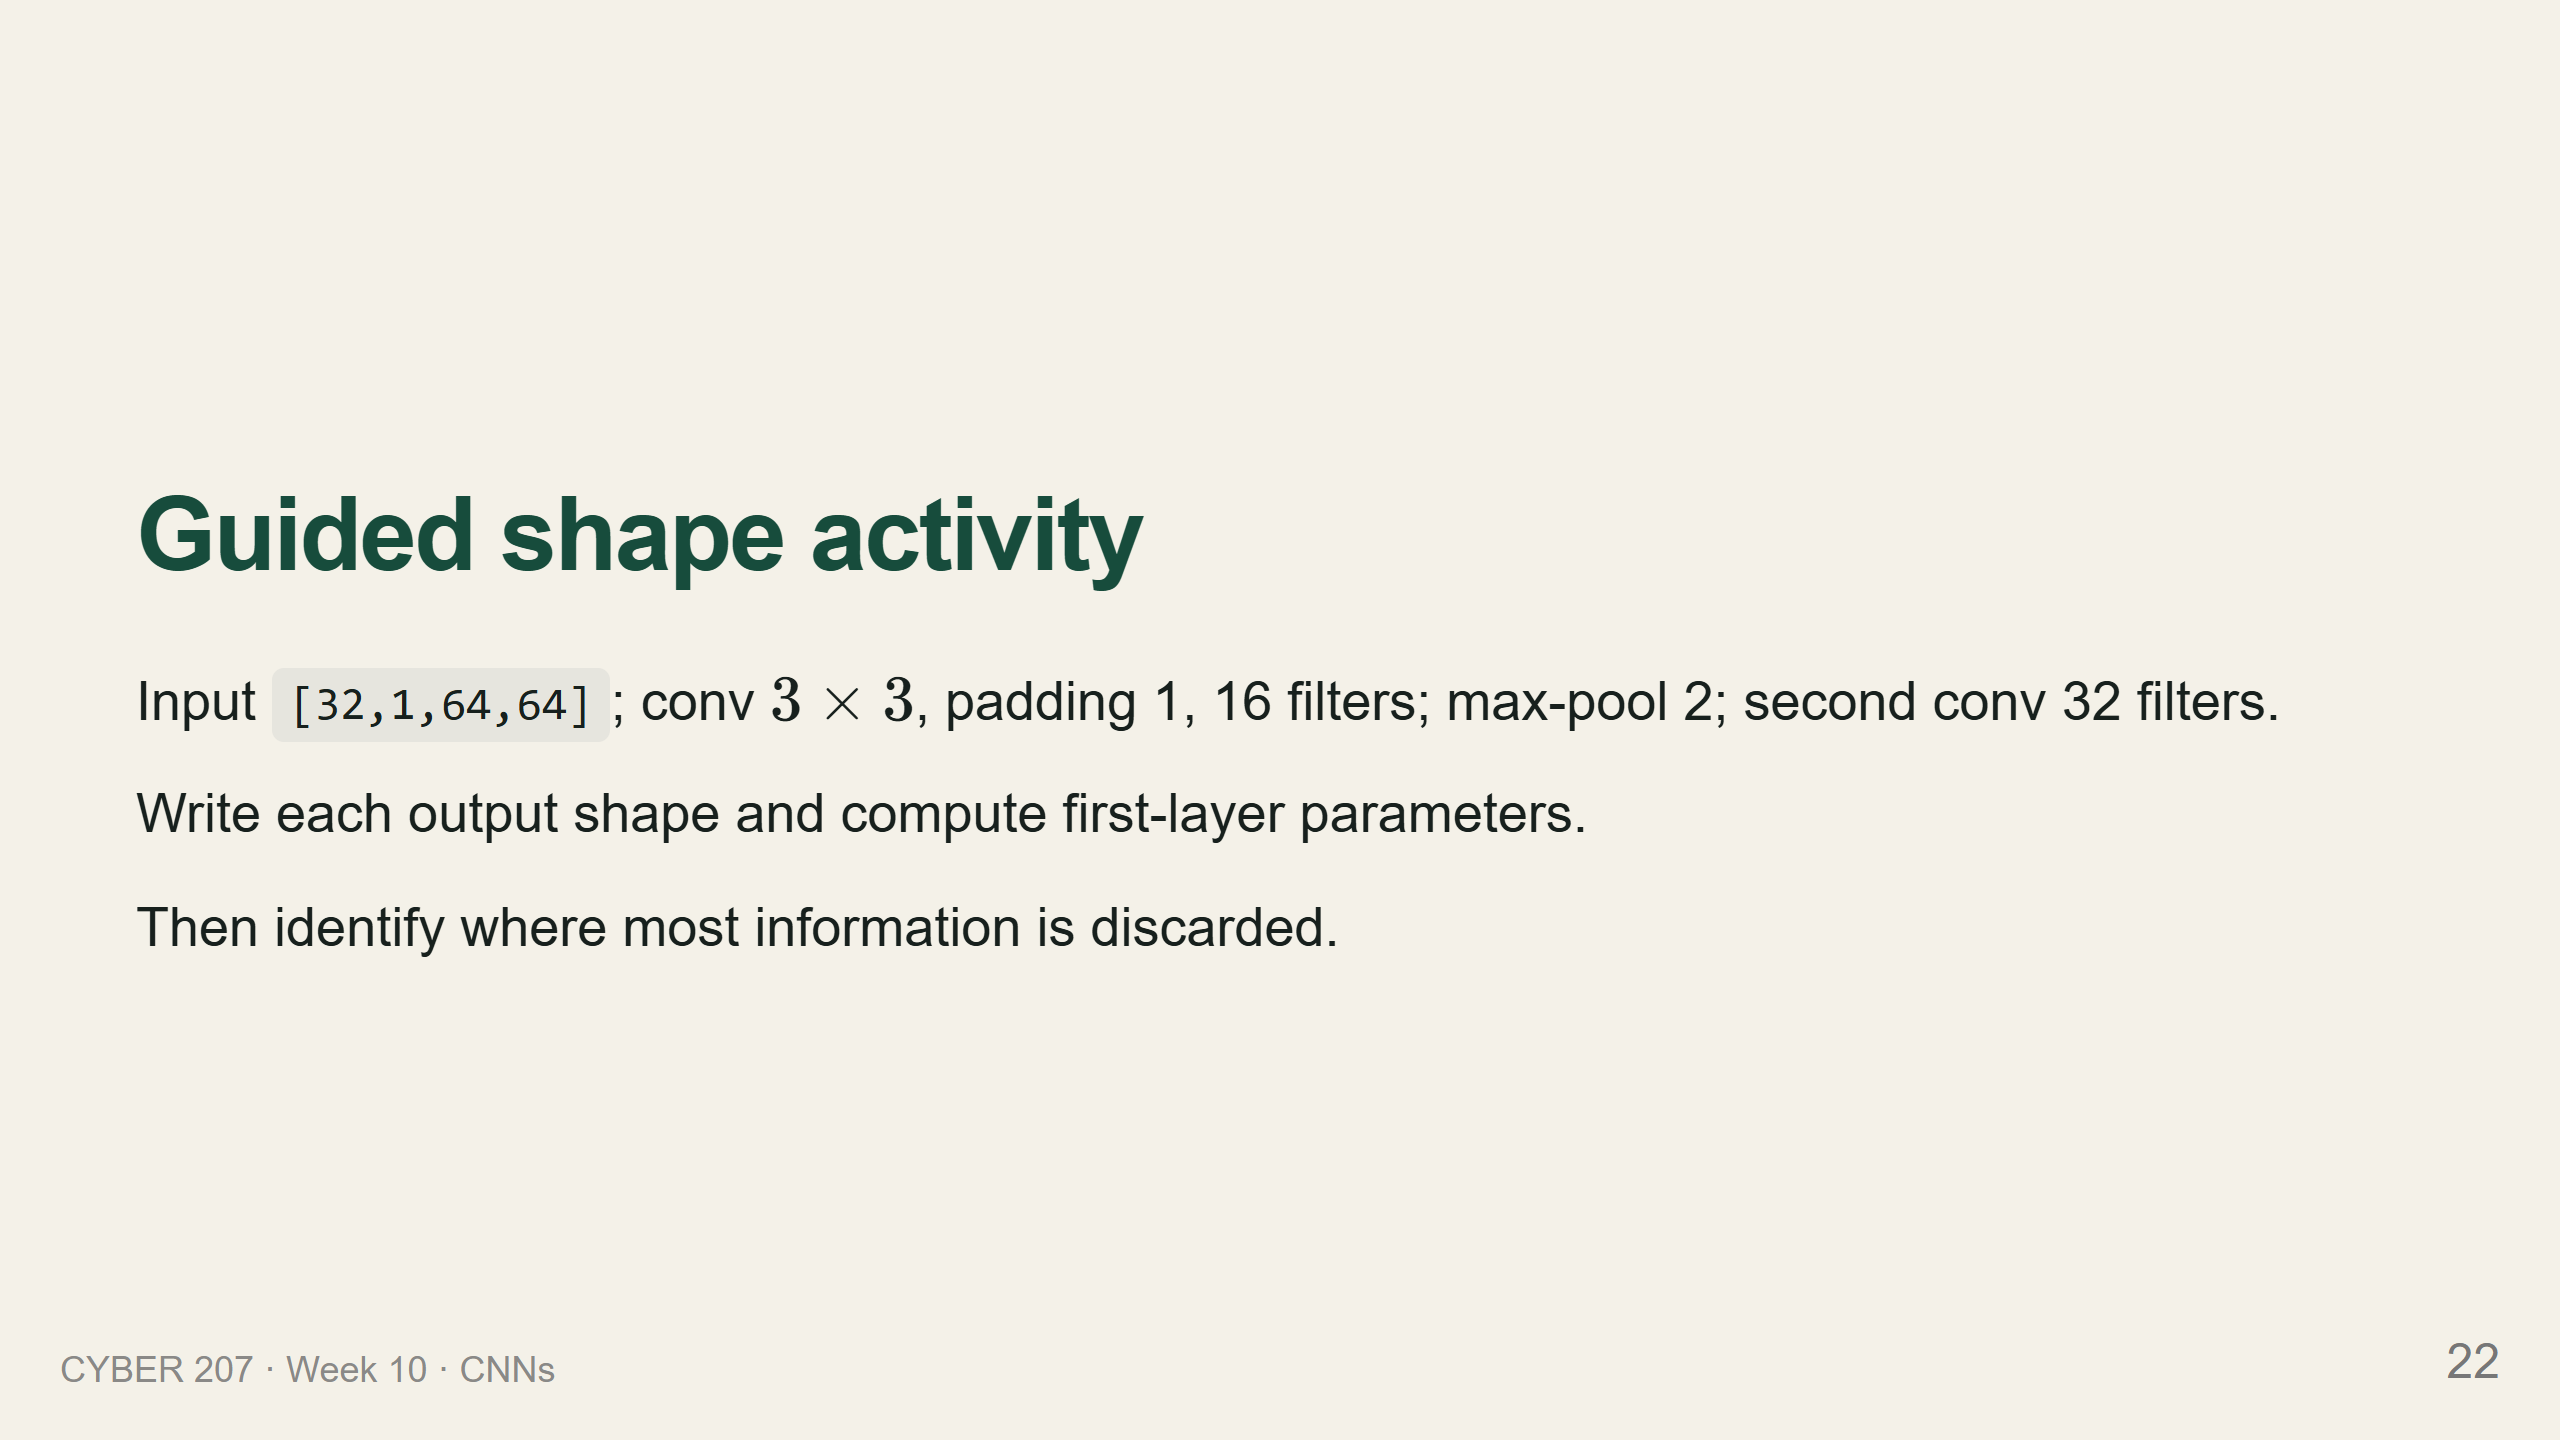 Guided shape activity
Input [32,1,64,64]; conv 3 × 3, padding 1, 16 filters; max-pool 2; second conv 32 filters.
Write each output shape and compute first-layer parameters.
Then identify where most information is discarded.
CYBER 207 · Week 10 · CNNs
22